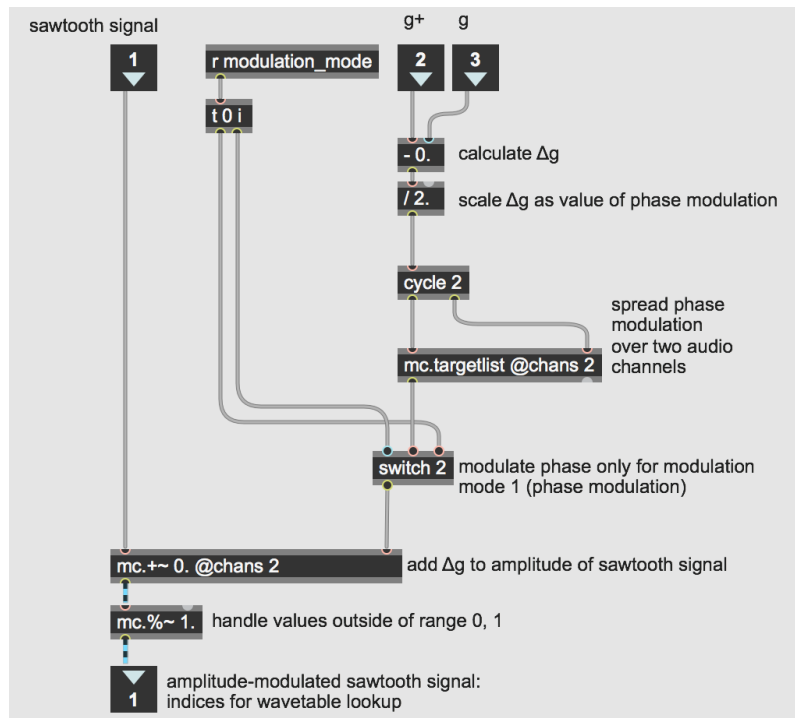 sawtooth signal
g+
g
1
r modulation_mode
2
3
t 0 i
- 0.
calculate Δg
/ 2.
scale Δg as value of phase modulation
cycle 2
spread phase
modulation
over two audio
channels
mc.targetlist @chans 2
switch 2
modulate phase only for modulation
mode 1 (phase modulation)
mc.+~ 0. @chans 2
add Δg to amplitude of sawtooth signal
mc.%~ 1.
handle values outside of range 0, 1
1
amplitude-modulated sawtooth signal:
indices for wavetable lookup